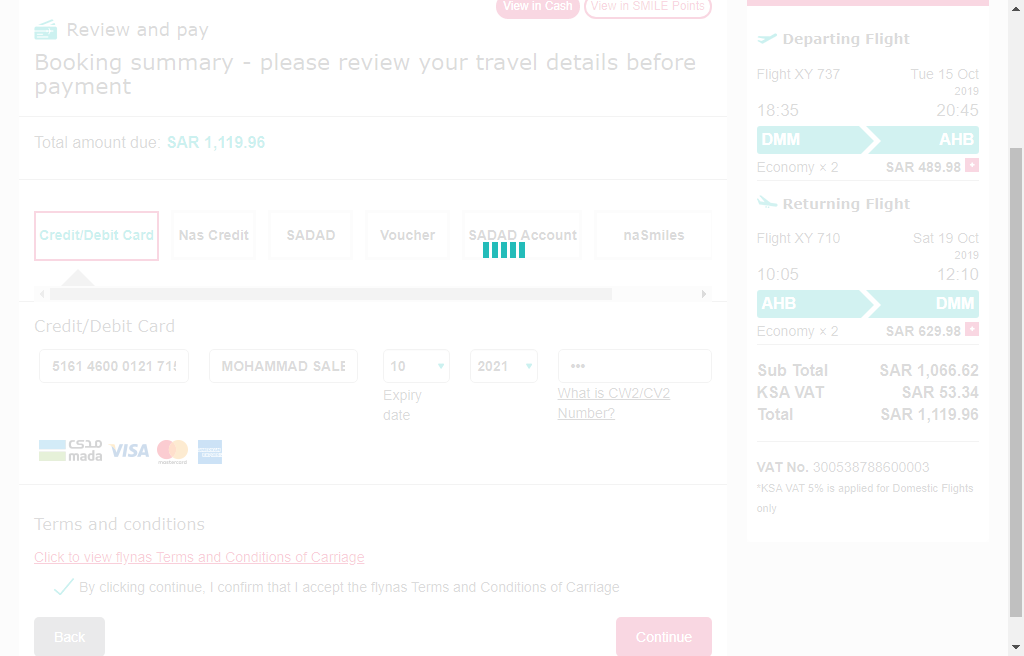 View in Cash
View in SMILE Points
Review and pay
Booking summary - please review your travel details before
payment
Total amount due: SAR 1,119.96
Credit/Debit Card
Nas Credit
SADAD
Voucher
SADAD Account
naSmiles
Credit/Debit Card
5161 4600 0121 715
MOHAMMAD SALE
10
2021
•••
Expiry
date
What is CW2/CV2
Number?
مدى
mada
VISA
mastercard
Terms and conditions
Click to view flynas Terms and Conditions of Carriage
By clicking continue, I confirm that I accept the flynas Terms and Conditions of Carriage
Back
Continue
Departing Flight
Flight XY 737
Tue 15 Oct
2019
18:35
20:45
DMM
AHB
Economy × 2
SAR 489.98 +
Returning Flight
Flight XY 710
Sat 19 Oct
2019
10:05
12:10
AHB
DMM
Economy × 2
SAR 629.98 +
Sub Total
SAR 1,066.62
KSA VAT
SAR 53.34
Total
SAR 1,119.96
VAT No. 300538788600003
*KSA VAT 5% is applied for Domestic Flights
only